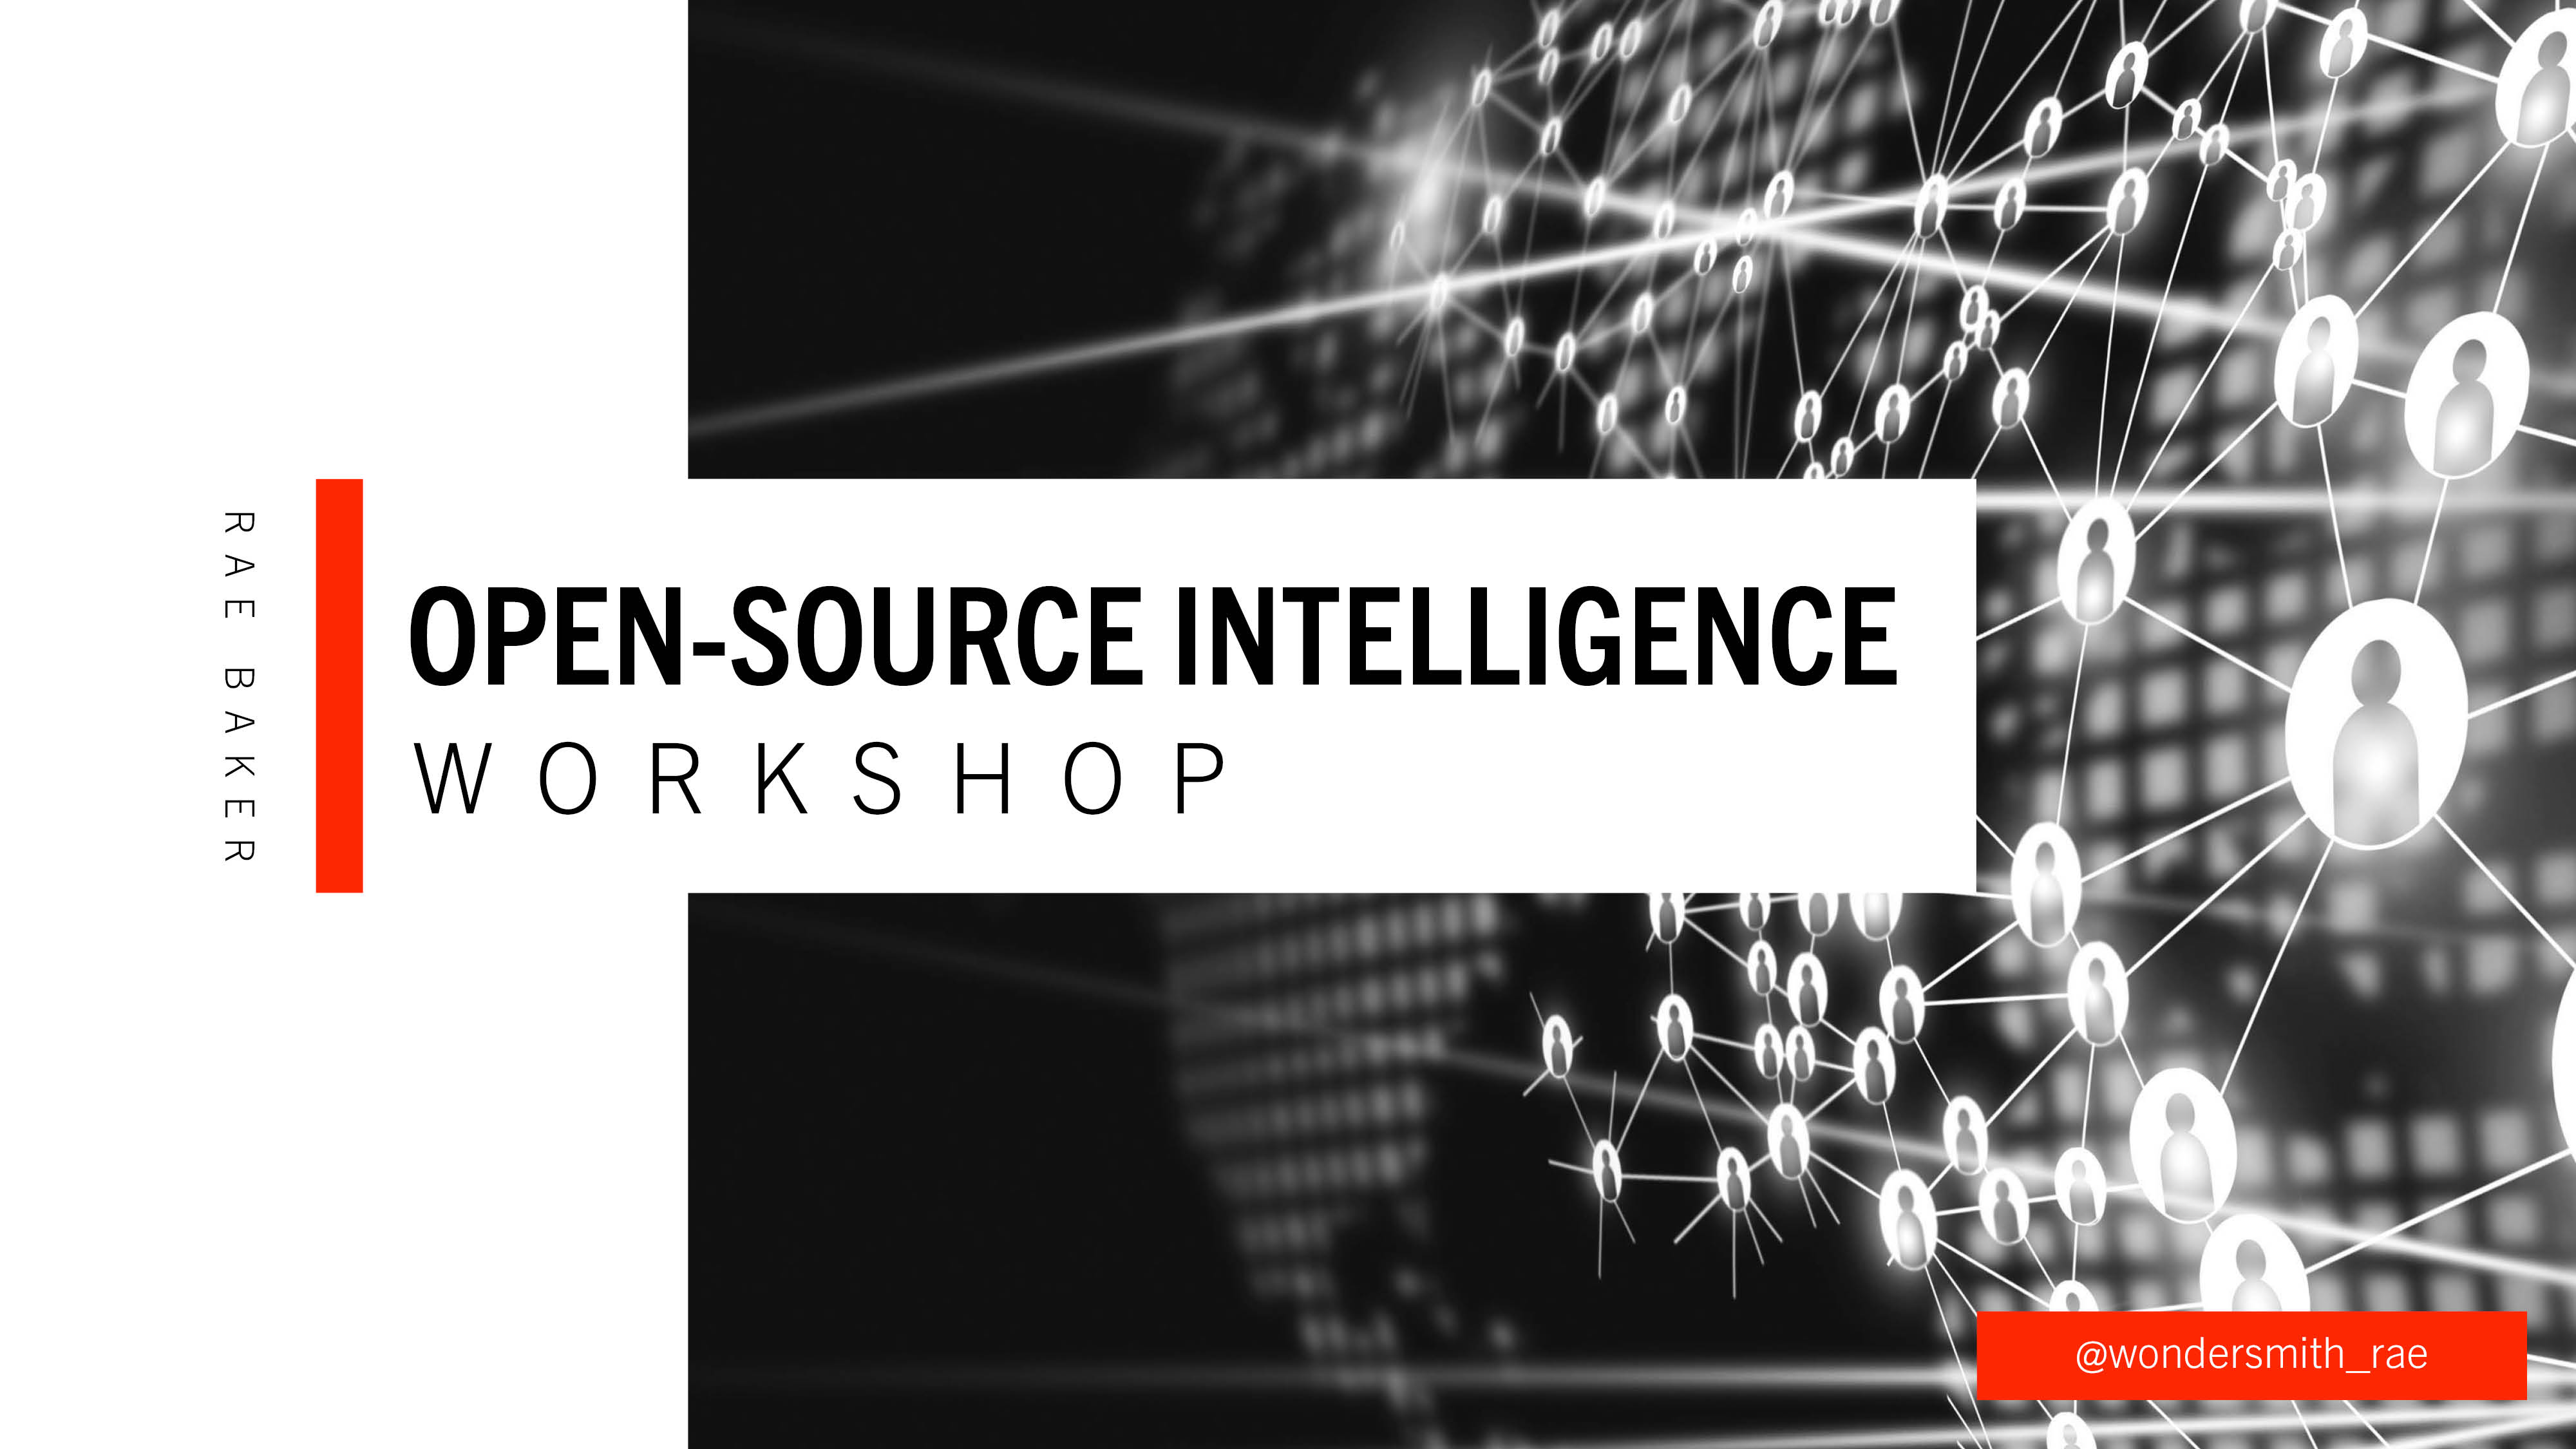 RAE BAKER
OPEN-SOURCE INTELLIGENCE
WORKSHOP
@wondersmith_rae